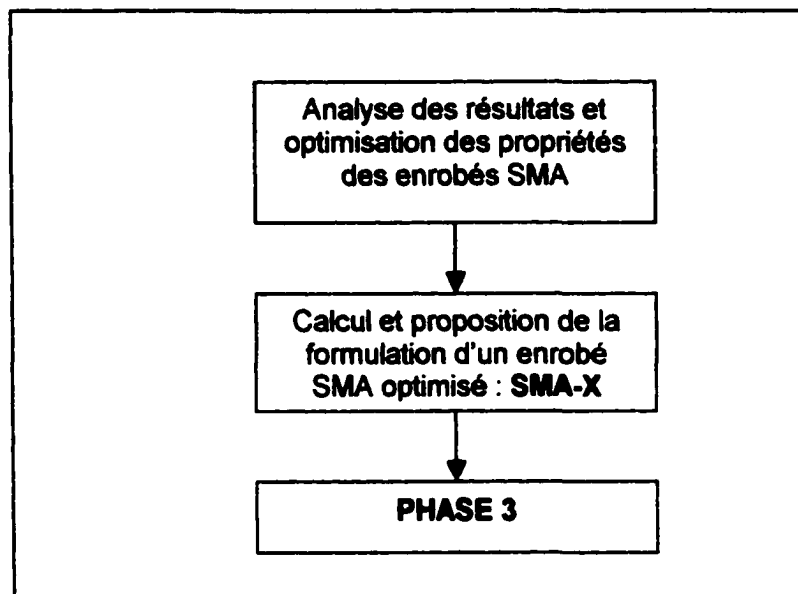 Analyse des résultats et
optimisation des propriétés
des enrobés SMA
Calcul et proposition de la
formulation d'un enrobé
SMA optimisé : SMA-X
PHASE 3